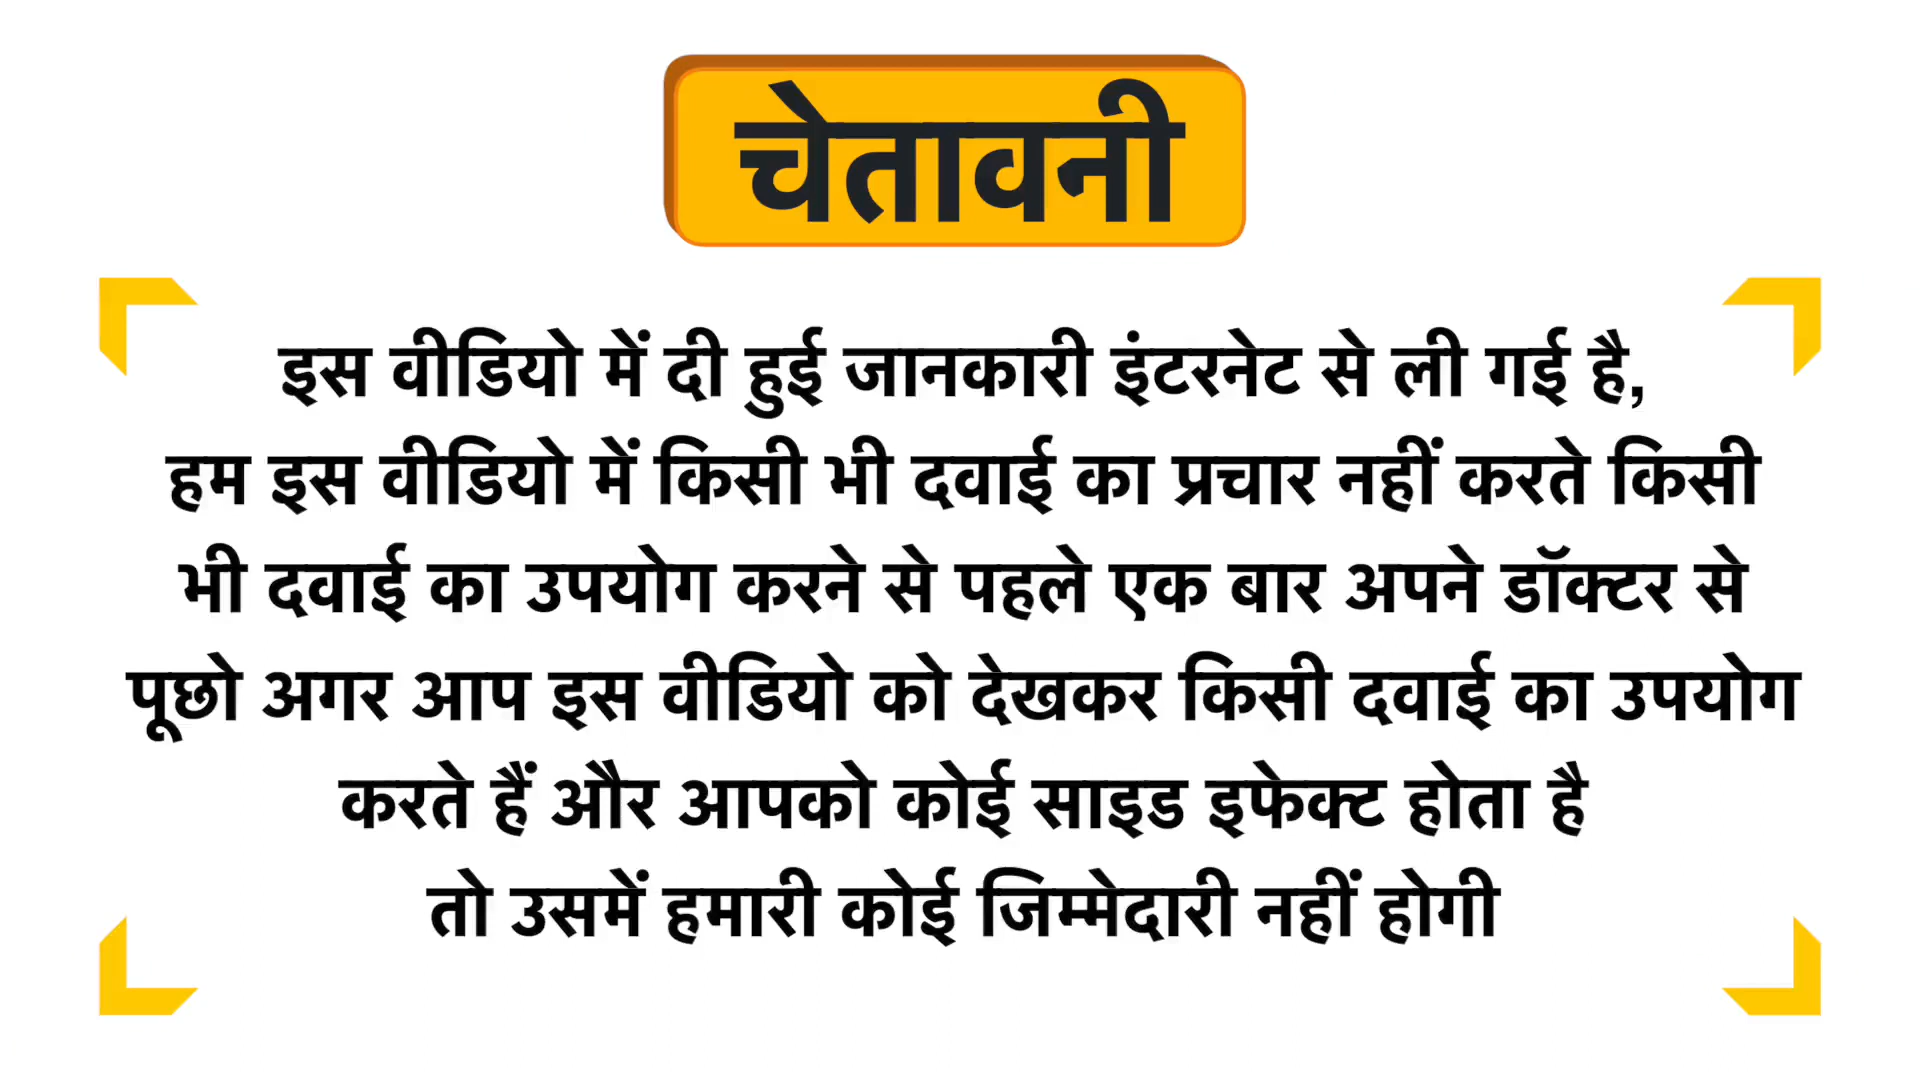 चेतावनी
इस वीडियो में दी हुई जानकारी इंटरनेट से ली गई है,
हम इस वीडियो में किसी भी दवाई का प्रचार नहीं करते किसी
भी दवाई का उपयोग करने से पहले एक बार अपने डॉक्टर से
पूछो अगर आप इस वीडियो को देखकर किसी दवाई का उपयोग
करते हैं और आपको कोई साइड इफेक्ट होता है
तो उसमें हमारी कोई जिम्मेदारी नहीं होगी